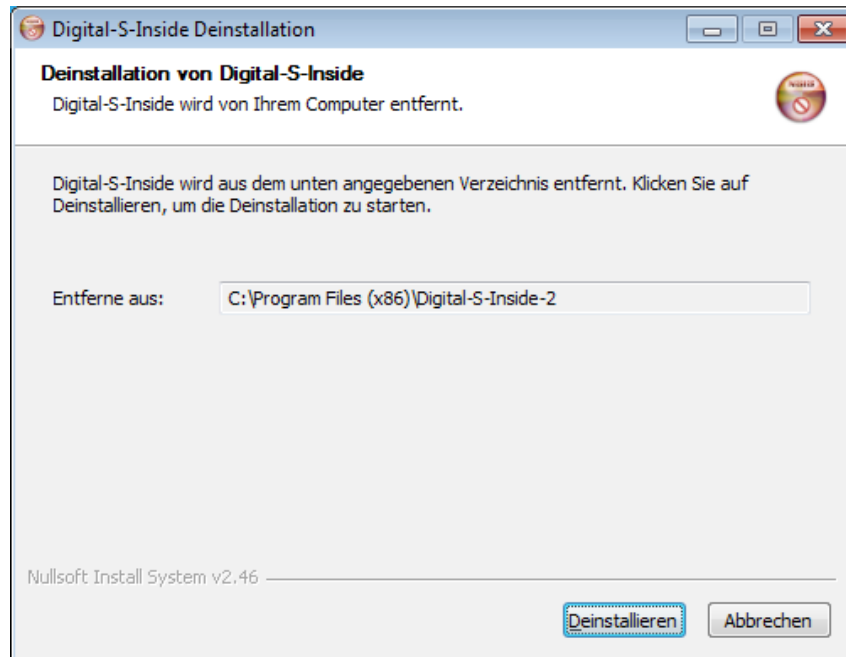 Digital-S-Inside Deinstallation
Deinstallation von Digital-S-Inside
Digital-S-Inside wird von Ihrem Computer entfernt.
Digital-S-Inside wird aus dem unten angegebenen Verzeichnis entfernt. Klicken Sie auf
Deinstallieren, um die Deinstallation zu starten.
Entferne aus: C:\Program Files (x86)\Digital-S-Inside-2
Nullsoft Install System v2.46
Deinstallieren Abbrechen